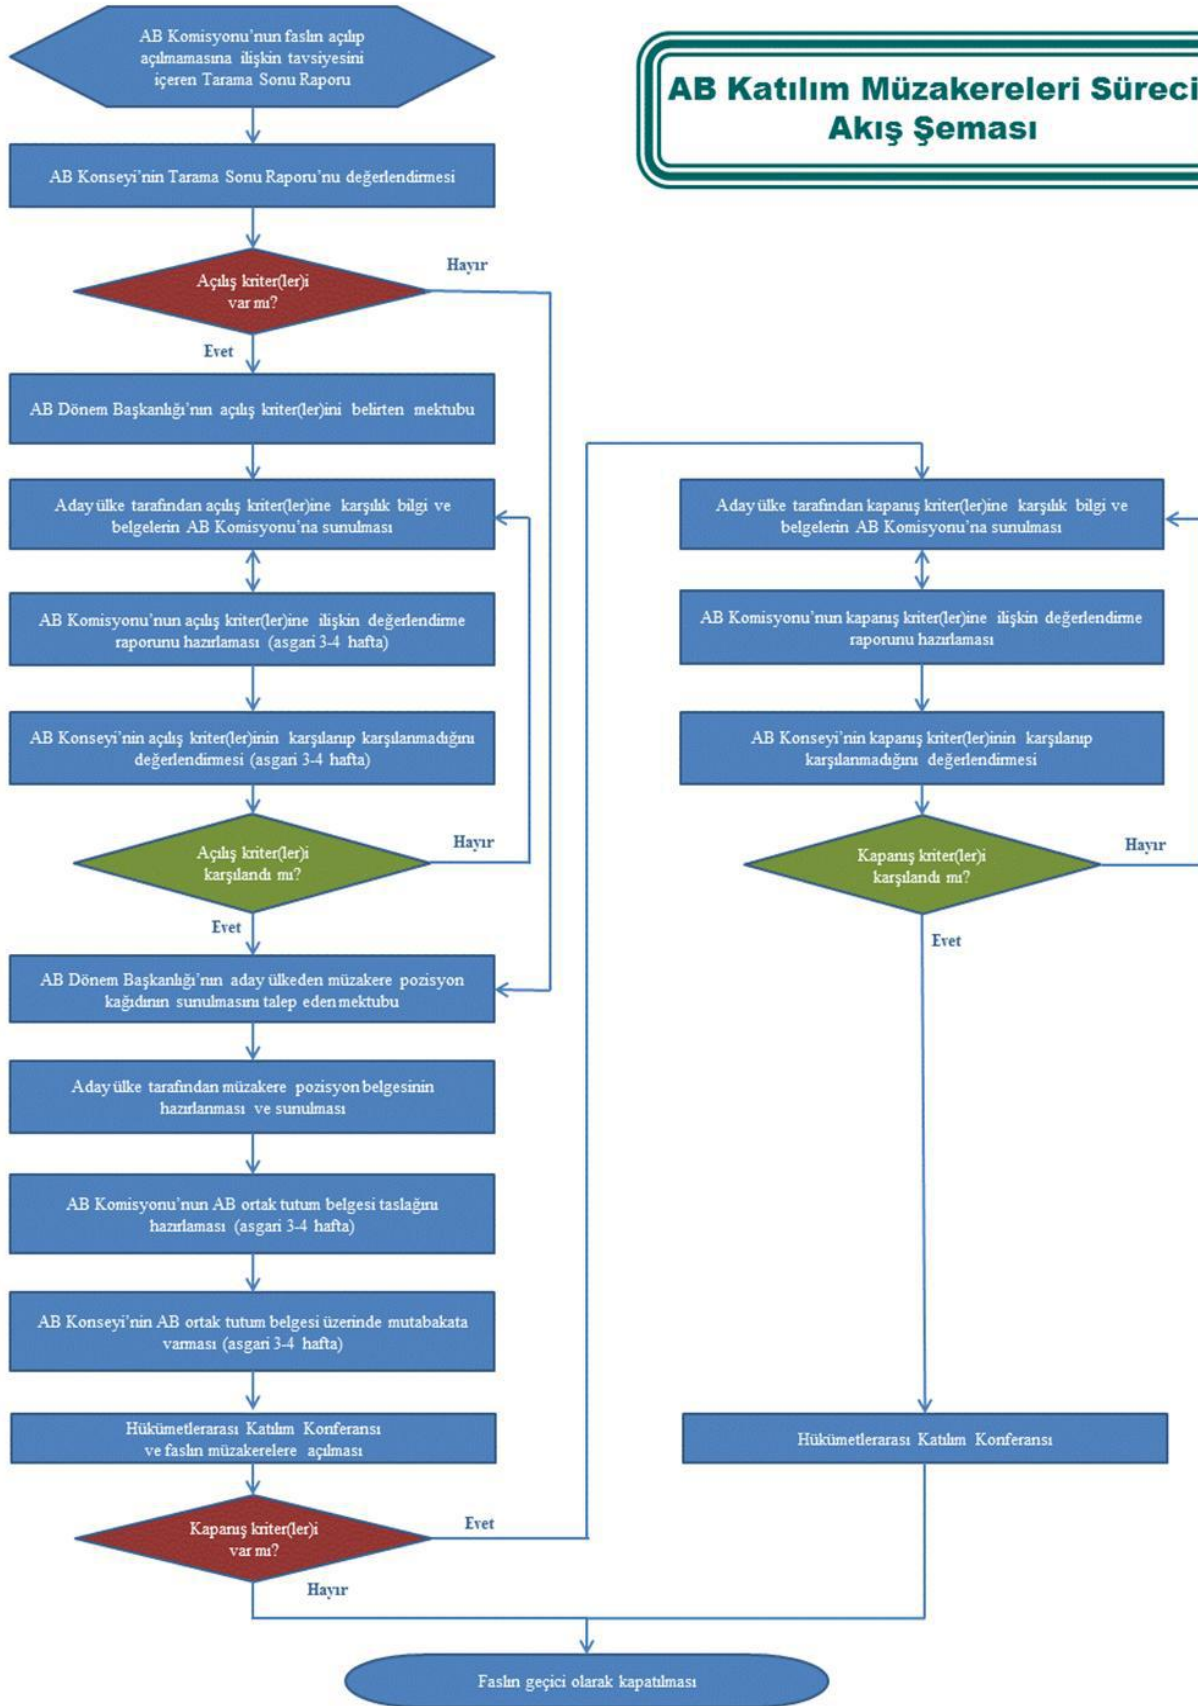 AB Komisyonu’nun faslın açılıp
açılmamasına ilişkin tavsiyesini
içeren Tarama Sonu Raporu
AB Katılım Müzakereleri Süreci
Akış Şeması
AB Konseyi’nin Tarama Sonu Raporu’nu değerlendirmesi
Açılış kriter(ler)i
var mı?
Hayır
Evet
AB Dönem Başkanlığı’nın açılış kriter(ler)ini belirten mektubu
Aday ülke tarafından açılış kriter(ler)ine karşılık bilgi ve
belgelerin AB Komisyonu’na sunulması
AB Komisyonu’nun açılış kriter(ler)ine ilişkin değerlendirme
raporunu hazırlaması (asgari 3-4 hafta)
AB Konseyi’nin açılış kriter(ler)inin karşılanıp karşılanmadığını
değerlendirmesi (asgari 3-4 hafta)
Açılış kriter(ler)i
karşılandı mı?
Hayır
Evet
AB Dönem Başkanlığı’nın aday ülkeden müzakere pozisyon
kağıdının sunulmasını talep eden mektubu
Aday ülke tarafından müzakere pozisyon belgesinin
hazırlanması ve sunulması
AB Komisyonu’nun AB ortak tutum belgesi taslağını
hazırlaması (asgari 3-4 hafta)
AB Konseyi’nin AB ortak tutum belgesi üzerinde mutabakata
varması (asgari 3-4 hafta)
Hükümetlerarası Katılım Konferansı
ve faslın müzakerelere açılması
Kapanış kriter(ler)i
var mı?
Evet
Hayır
Aday ülke tarafından kapanış kriter(ler)ine karşılık bilgi ve
belgelerin AB Komisyonu’na sunulması
AB Komisyonu’nun kapanış kriter(ler)ine ilişkin değerlendirme
raporunu hazırlaması
AB Konseyi’nin kapanış kriter(ler)inin karşılanıp
karşılanmadığını değerlendirmesi
Kapanış kriter(ler)i
karşılandı mı?
Hayır
Evet
Hükümetlerarası Katılım Konferansı
Faslın geçici olarak kapatılması